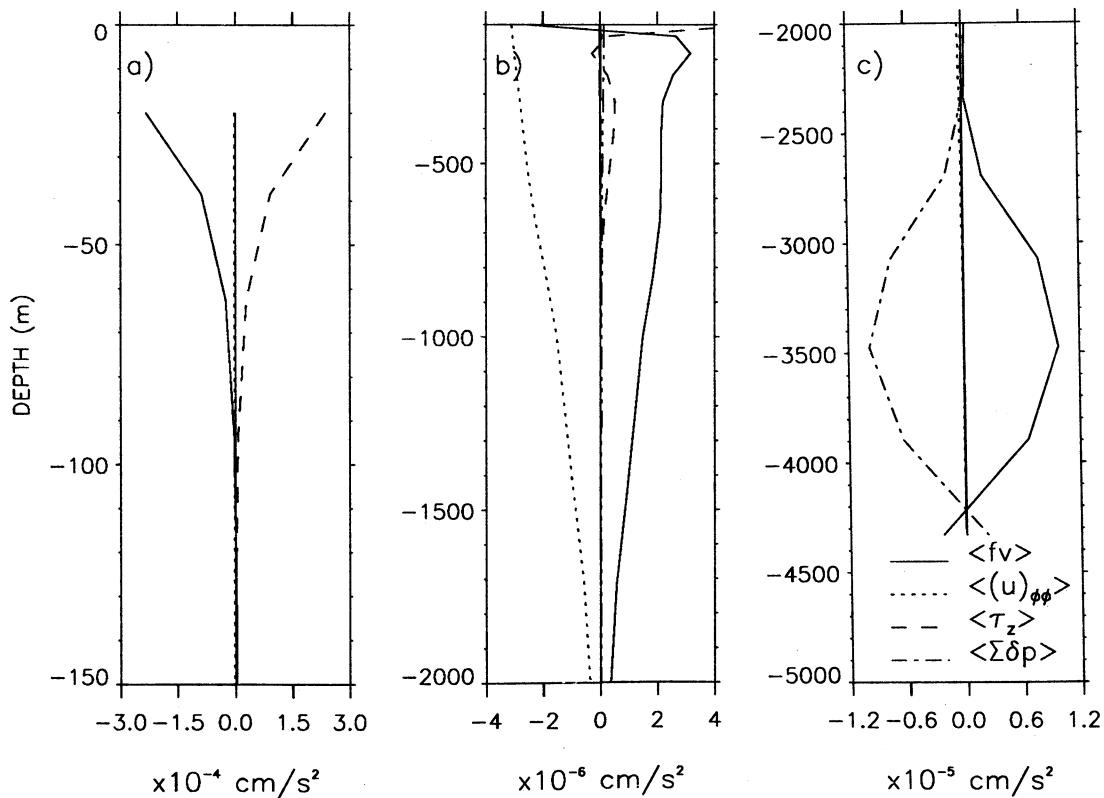 a)
0
−50
−100
−150
DEPTH (m)
−3.0 −1.5 0.0 1.5 3.0
x10⁻⁴ cm/s²
b)
−500
−1000
−1500
−2000
−4 −2 0 2 4
x10⁻⁶ cm/s²
c)
−2000
−2500
−3000
−3500
−4000
−4500
−5000
<fv>
<(u)ϕϕ>
<τz>
<Σδp>
−1.2 −0.6 0.0 0.6 1.2
x10⁻⁵ cm/s²